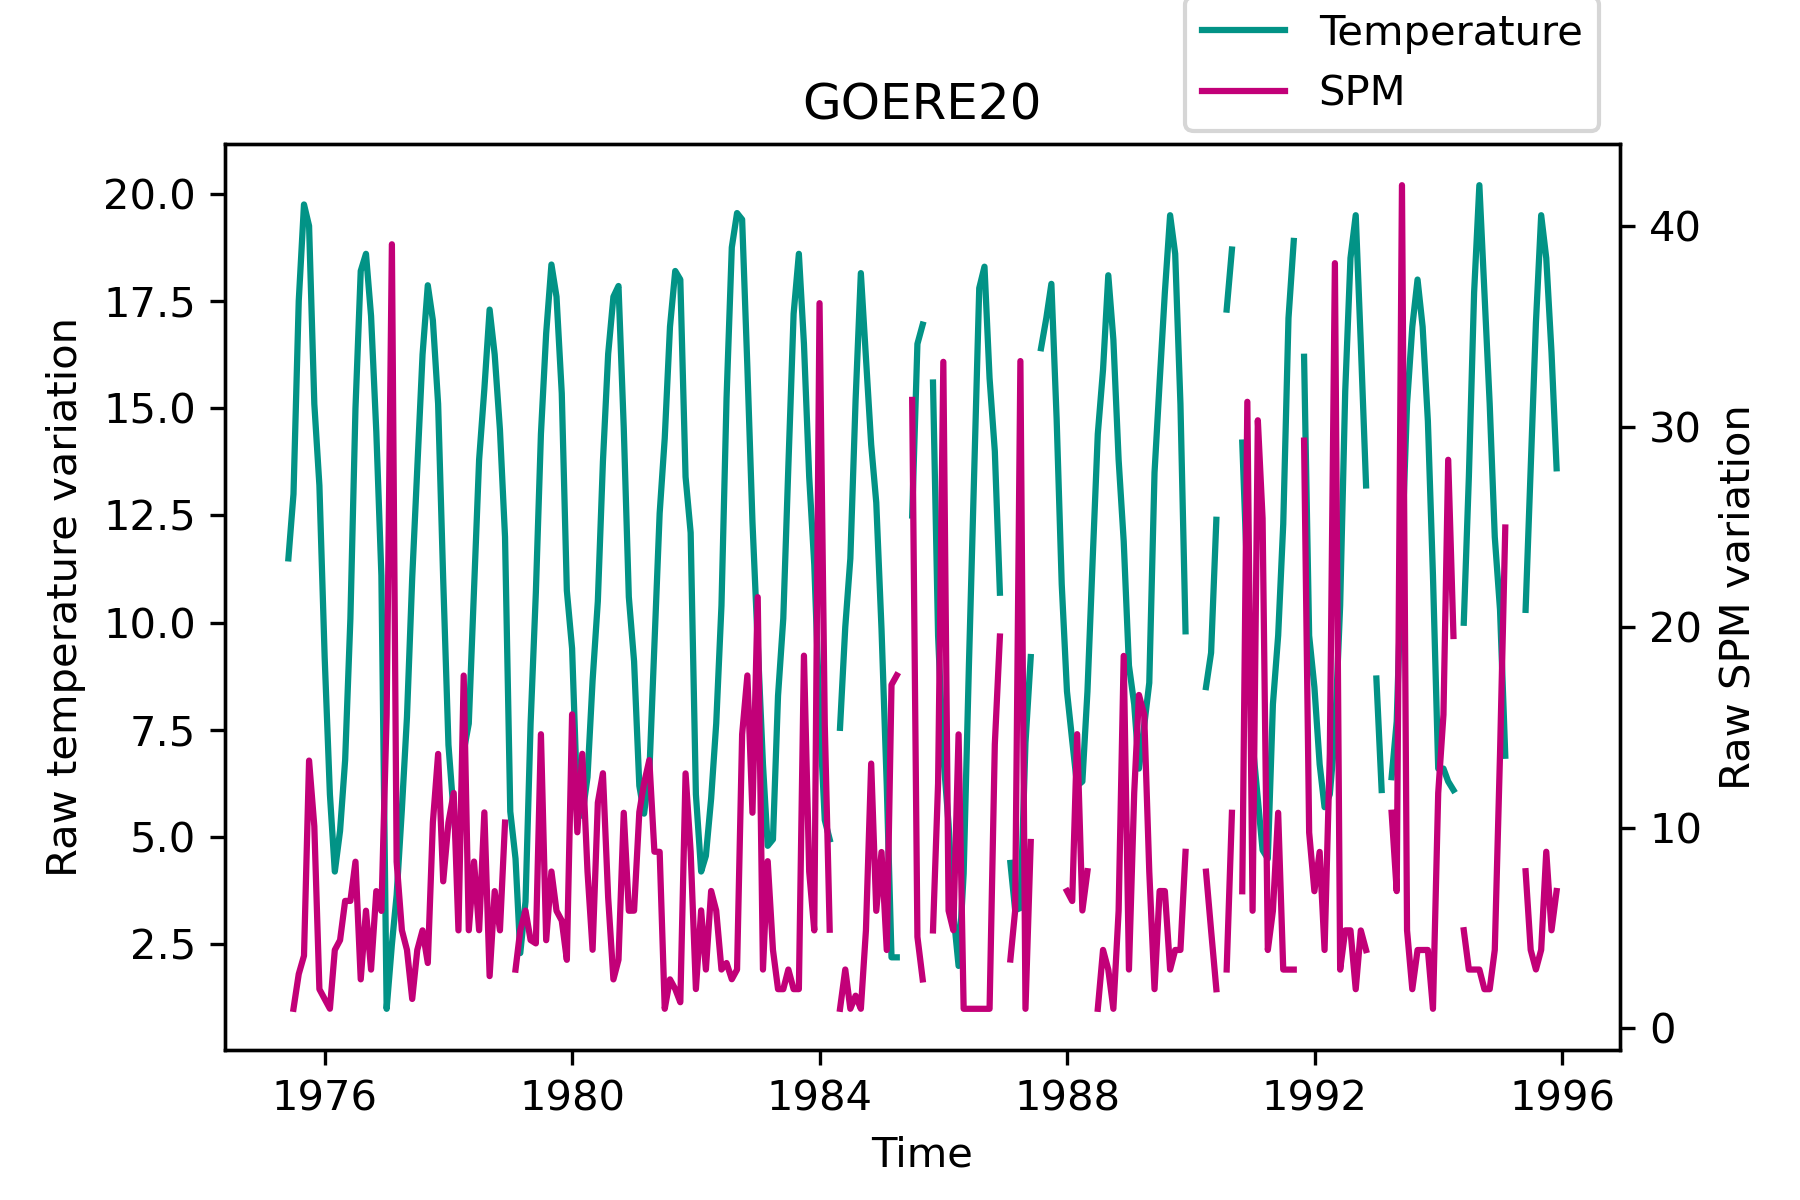 Temperature
SPM
GOERE20
20.0
17.5
15.0
12.5
10.0
7.5
5.0
2.5
Raw temperature variation
40
30
20
10
0
Raw SPM variation
1976 1980 1984 1988 1992 1996
Time